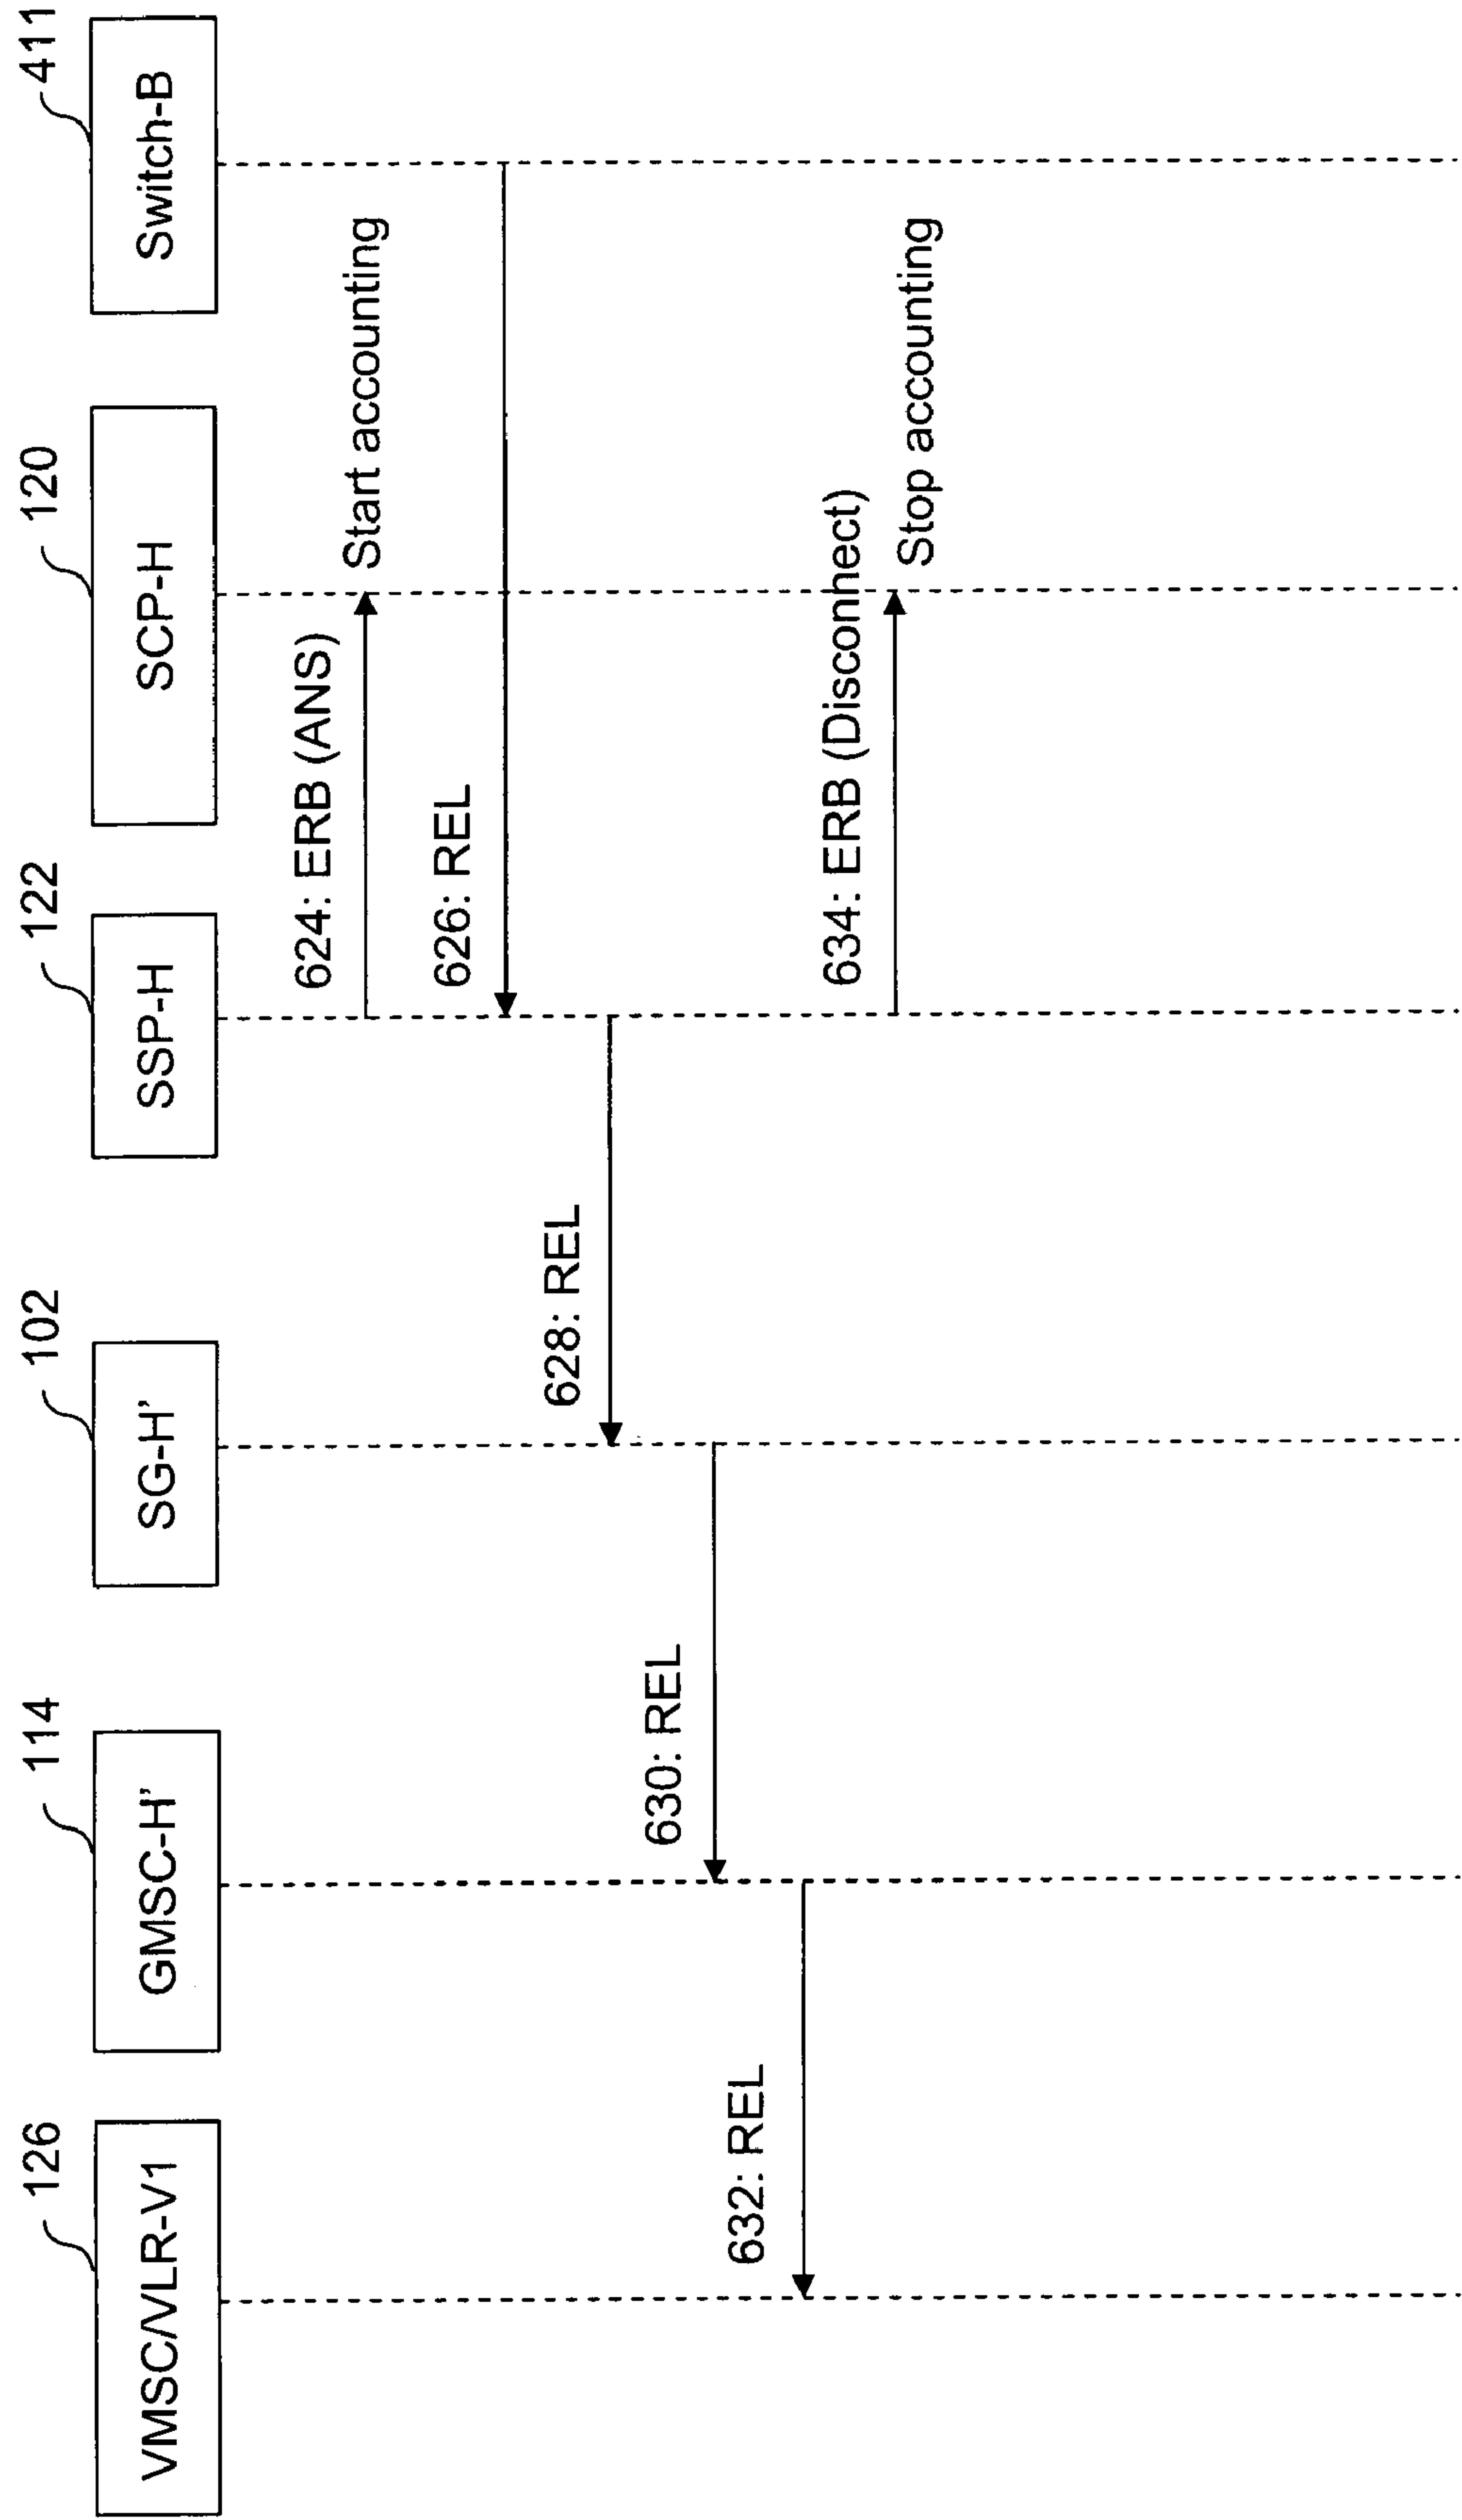 VMSC/VLR-V1
126
GMSC-H'
114
SG-H'
102
SSP-H
122
SCP-H
120
Switch-B
411
624: ERB (ANS)
Start accounting
626: REL
628: REL
630: REL
632: REL
634: ERB (Disconnect)
Stop accounting